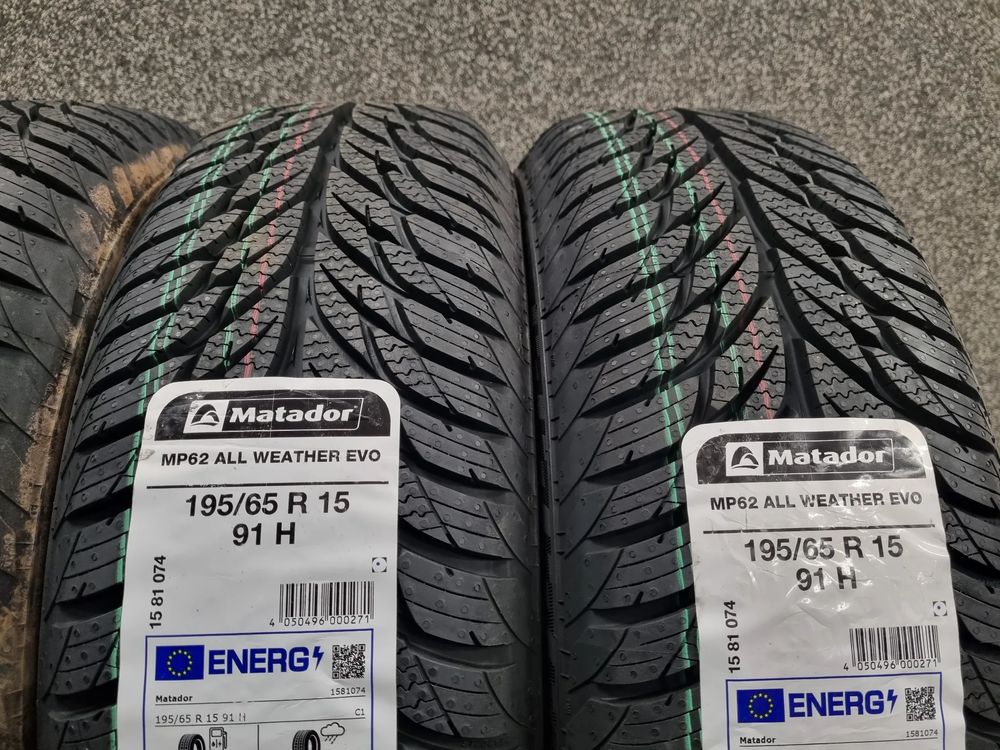 Matador
MP62 ALL WEATHER EVO
195/65 R 15
91 H
15 81 074
4 050496 000271
ENERG
Matador
1581074
195/65 R 15 91 H
C1
Matador
MP62 ALL WEATHER EVO
195/65 R 15
91 H
15 81 074
4 050496 000271
ENERG
Matador
1581074